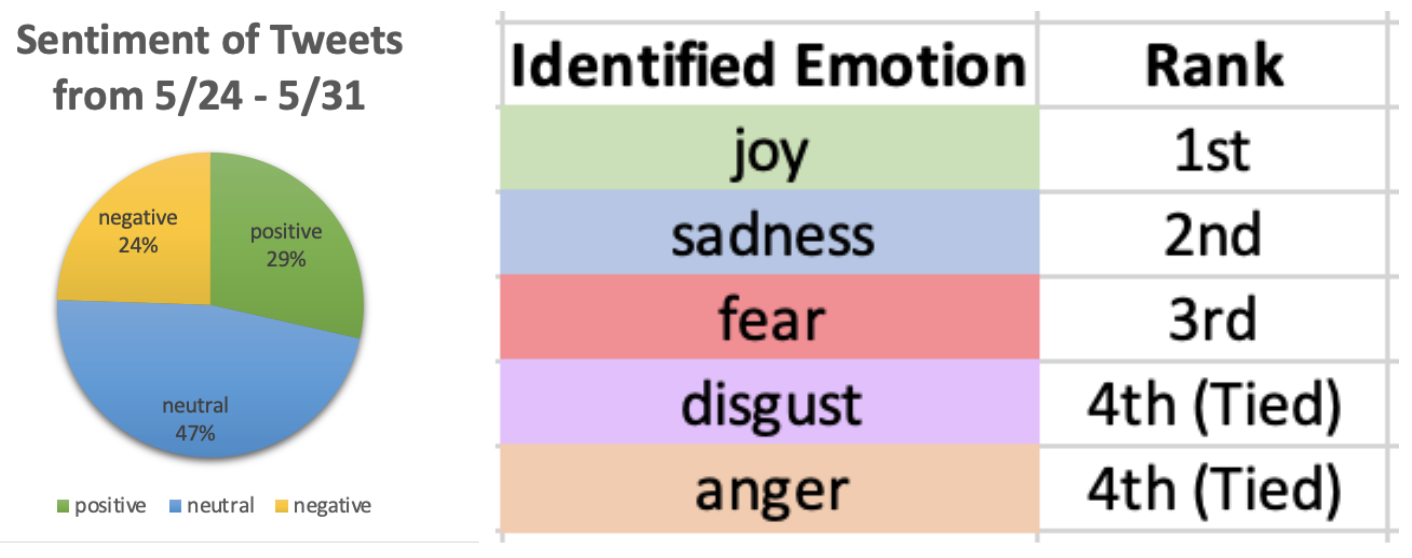 Sentiment of Tweets
from 5/24 - 5/31
negative
24%
positive
29%
neutral
47%
positive neutral negative
Identified Emotion Rank
joy 1st
sadness 2nd
fear 3rd
disgust 4th (Tied)
anger 4th (Tied)